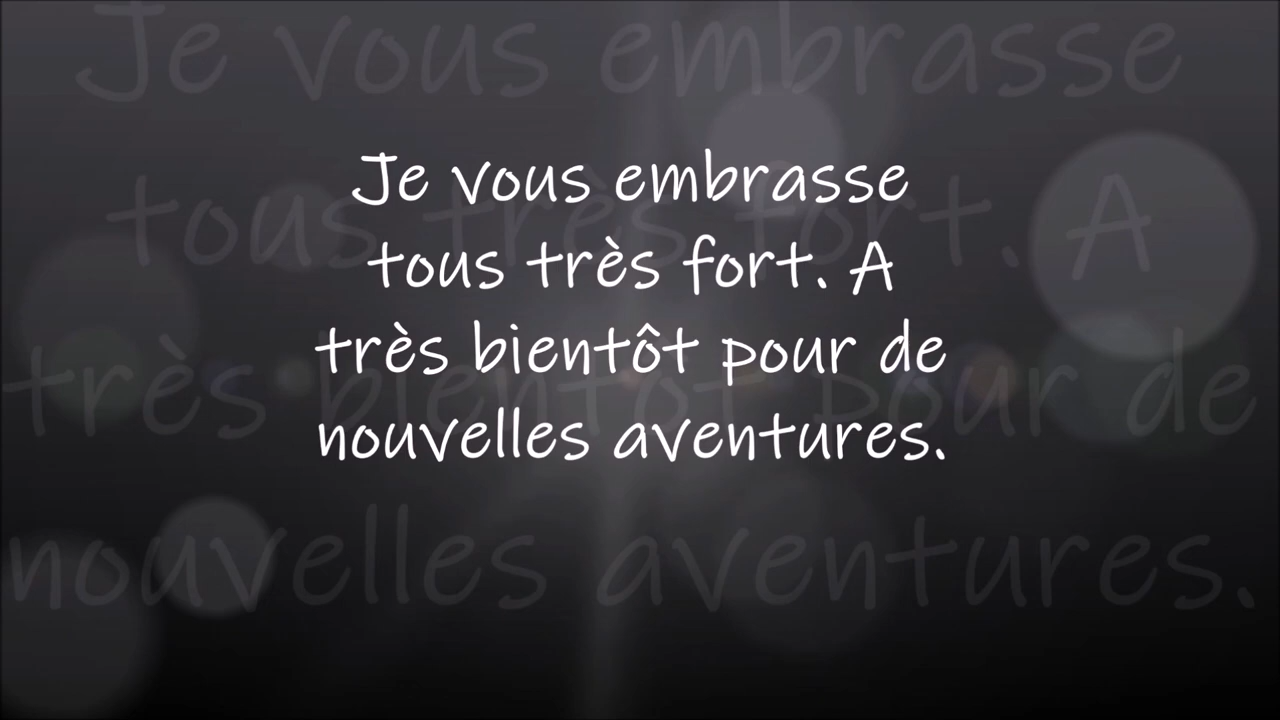 Je vous embrasse
tous très fort. A
très bientôt pour de
nouvelles aventures.